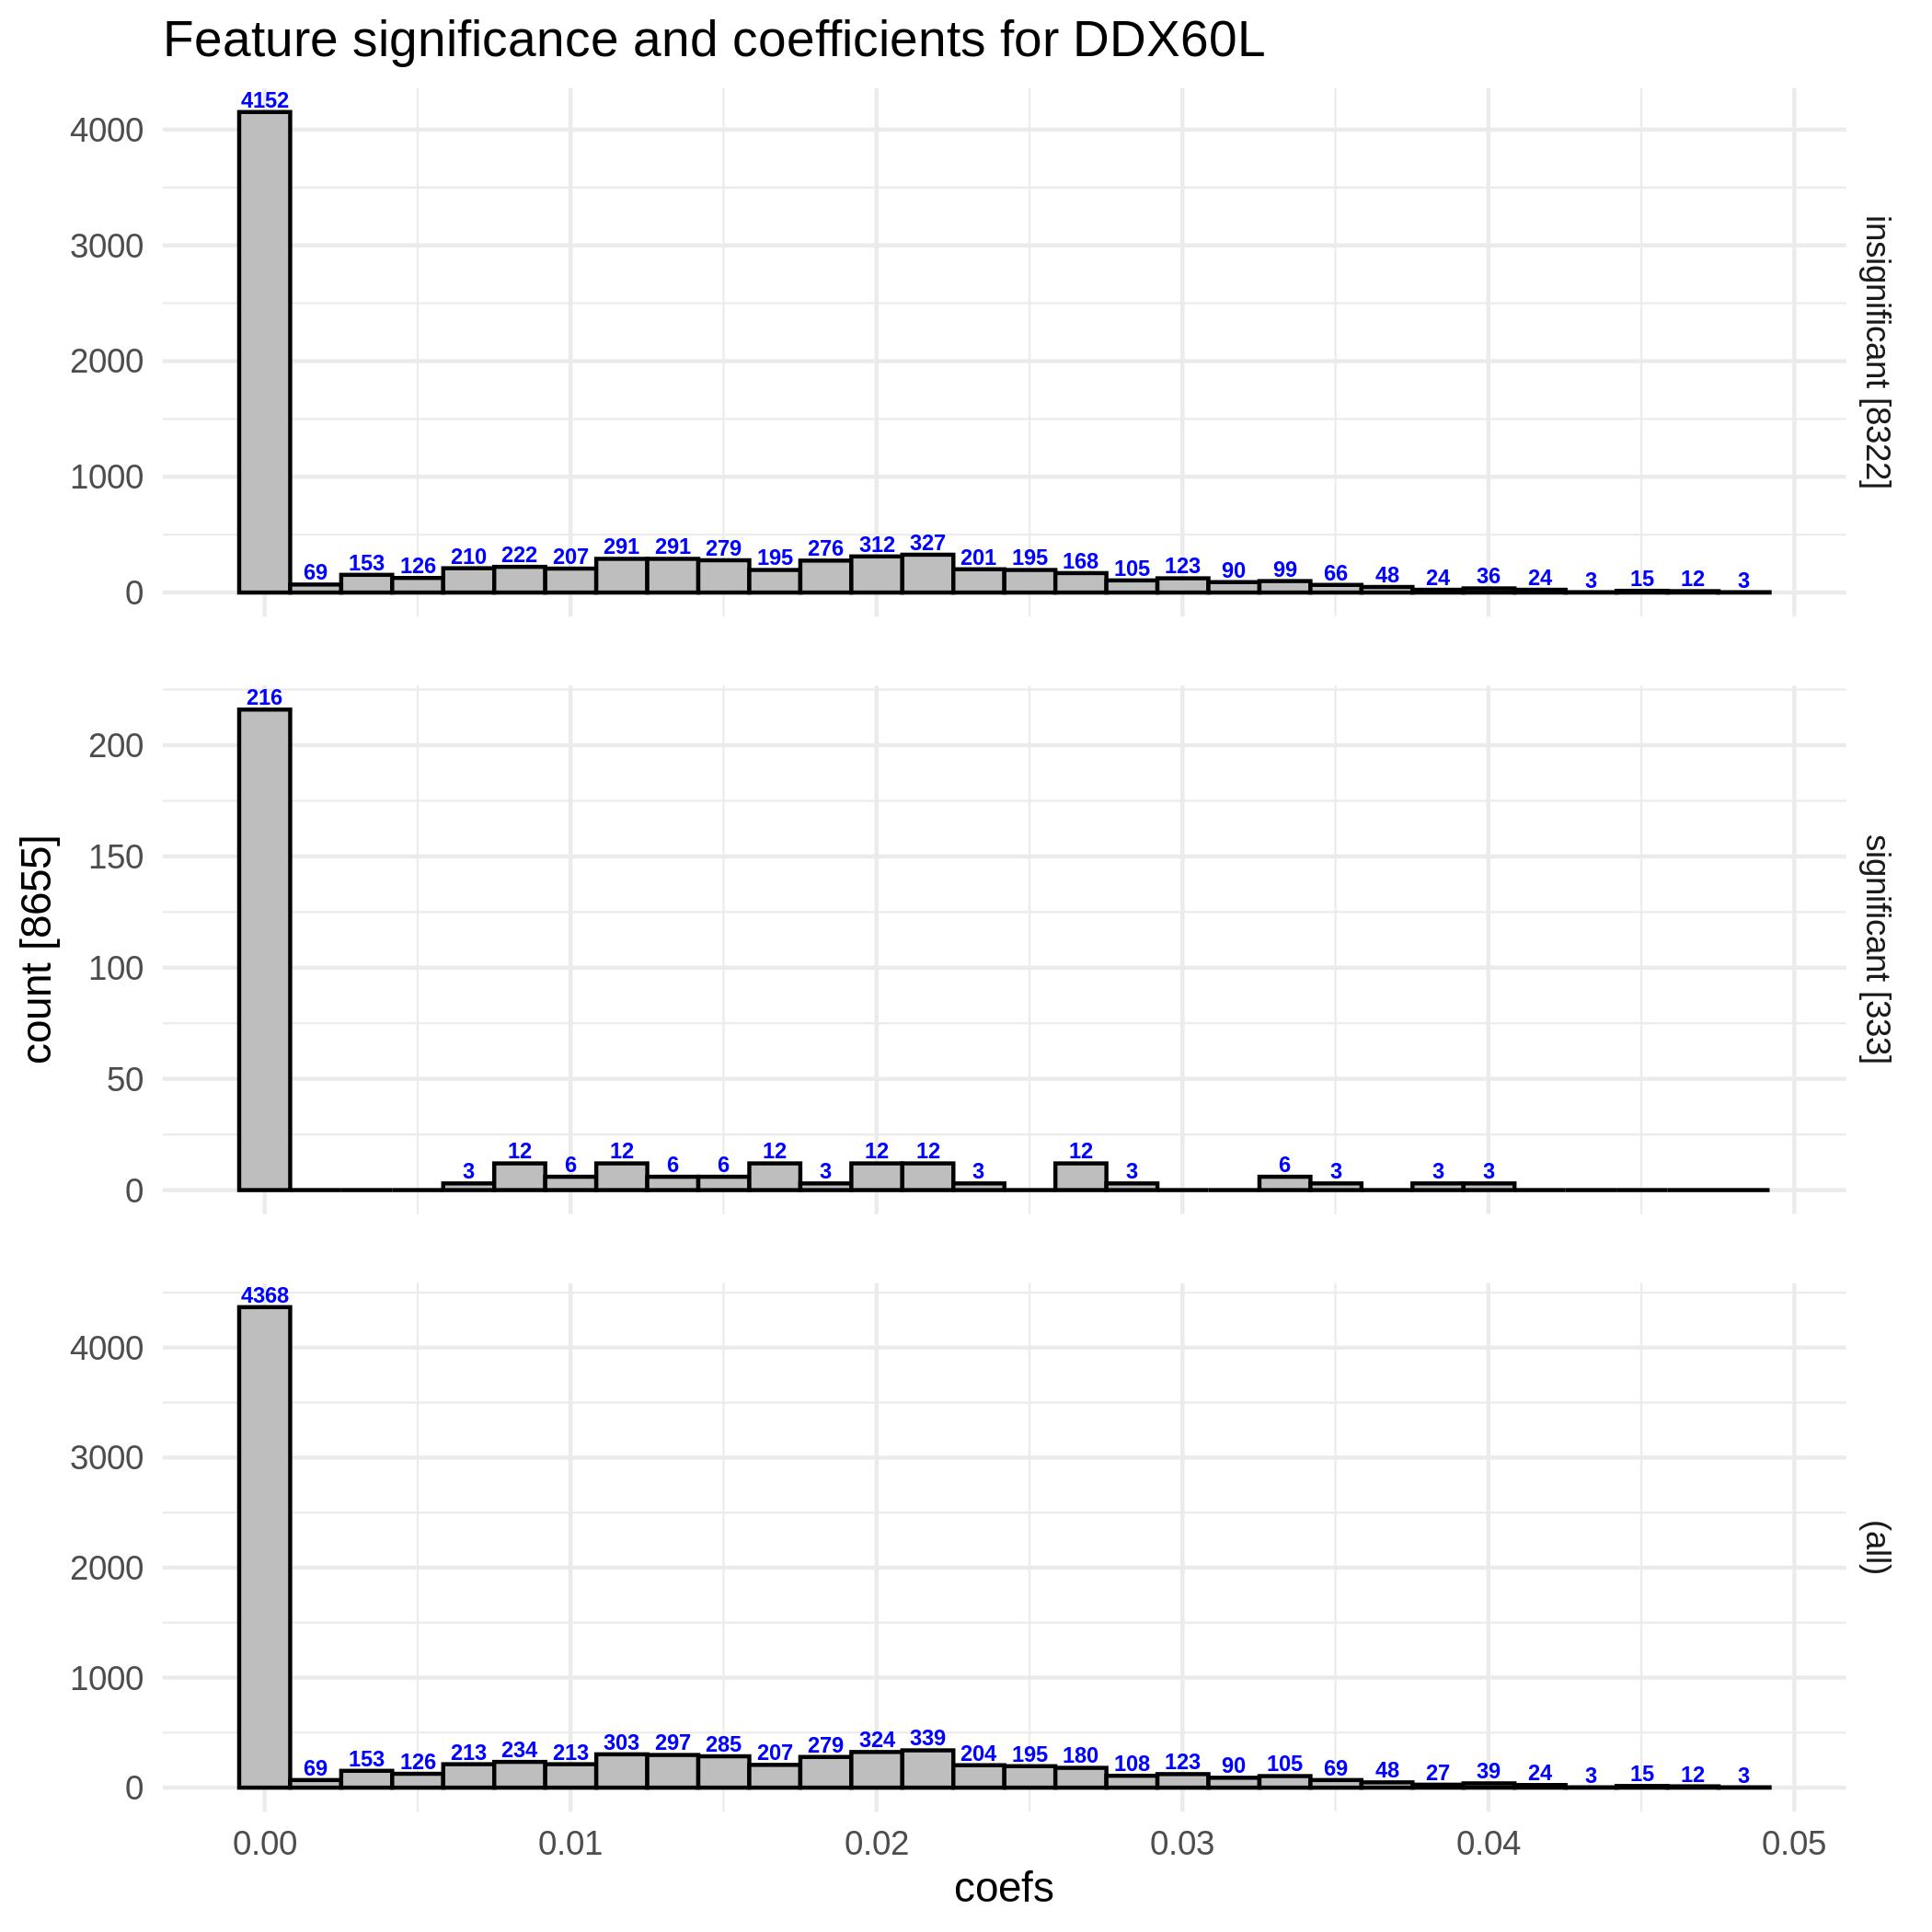 Feature significance and coefficients for DDX60L
4152
4000
3000
2000
1000
0
69 153 126 210 222 207 291 291 279 195 276 312 327 201 195 168 105 123 90 99 66 48 24 36 24 3 15 12 3
insignificant [8322]
216
200
150
100
50
0
3 12 6 12 6 6 12 3 12 12 3 12 3 6 3 3 3
significant [333]
count [8655]
4368
4000
3000
2000
1000
0
69 153 126 213 234 213 303 297 285 207 279 324 339 204 195 180 108 123 90 105 69 48 27 39 24 3 15 12 3
(all)
0.00 0.01 0.02 0.03 0.04 0.05
coefs